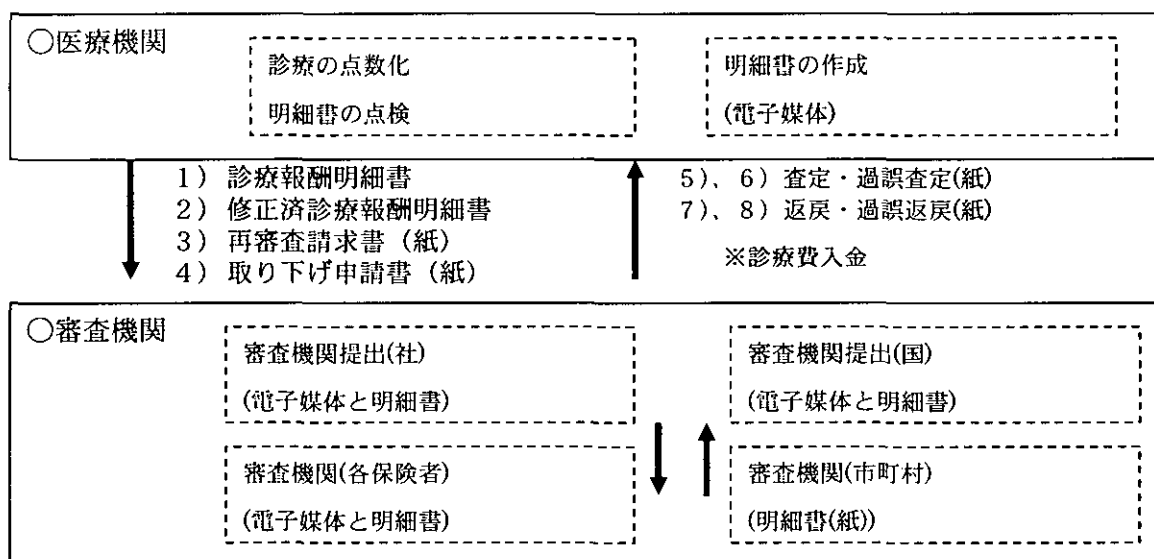 ○医療機関
診療の点数化
明細書の点検
明細書の作成
(電子媒体)
1) 診療報酬明細書
2) 修正済診療報酬明細書
3) 再審査請求書 (紙)
4) 取り下げ申請書 (紙)
5)、6) 査定・過誤査定(紙)
7)、8) 返戻・過誤返戻(紙)
※診療費入金
○審査機関
審査機関提出(社)
(電子媒体と明細書)
審査機関提出(国)
(電子媒体と明細書)
審査機関(各保険者)
(電子媒体と明細書)
審査機関(市町村)
(明細書(紙))